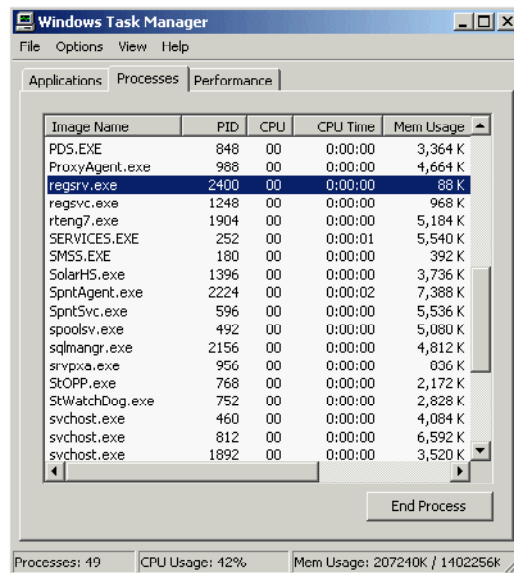 Windows Task Manager
File Options View Help
Applications Processes Performance
Image Name PID CPU CPU Time Mem Usage
PDS.EXE 848 00 0:00:00 3,364 K
ProxyAgent.exe 988 00 0:00:00 4,664 K
regsrv.exe 2400 00 0:00:00 88 K
regsvc.exe 1248 00 0:00:00 968 K
rteng7.exe 1904 00 0:00:00 5,184 K
SERVICES.EXE 252 00 0:00:01 5,540 K
SMSS.EXE 180 00 0:00:00 392 K
SolarHS.exe 1396 00 0:00:00 3,736 K
SpntAgent.exe 2224 00 0:00:02 7,388 K
SpntSvc.exe 596 00 0:00:00 5,536 K
spoolsv.exe 492 00 0:00:00 5,080 K
sqlmangr.exe 2156 00 0:00:00 4,812 K
srvpxa.exe 956 00 0:00:00 836 K
StOPP.exe 768 00 0:00:00 2,172 K
StWatchDog.exe 752 00 0:00:00 2,828 K
svchost.exe 460 00 0:00:00 4,084 K
svchost.exe 812 00 0:00:00 6,592 K
svchost.exe 1892 00 0:00:00 3,520 K
End Process
Processes: 49 CPU Usage: 42% Mem Usage: 207240K / 1402256K